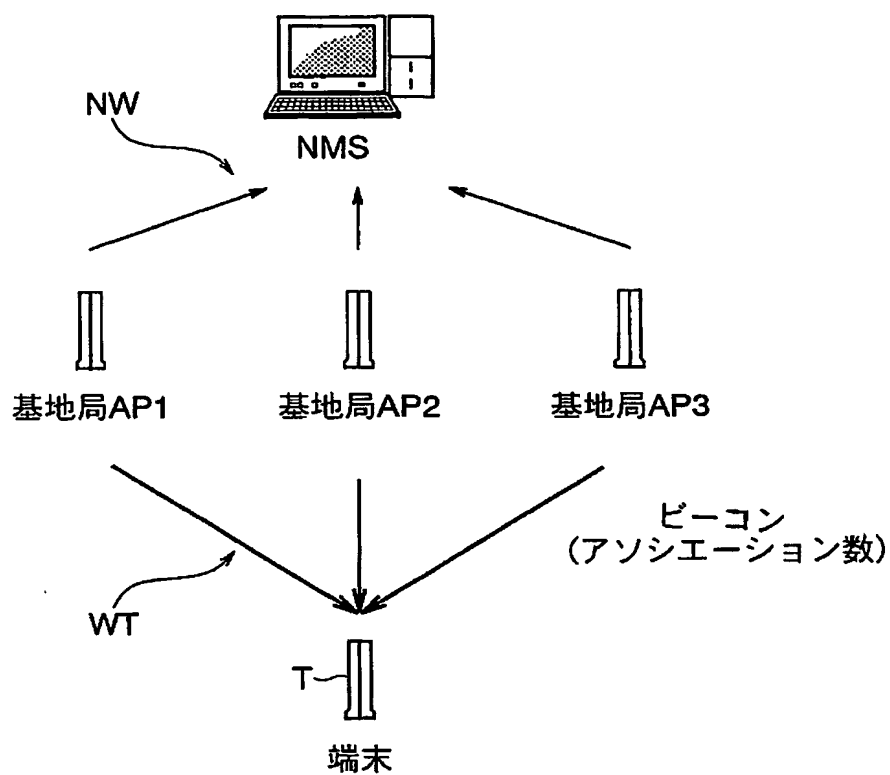 NW
NMS
基地局AP1
基地局AP2
基地局AP3
ビーコン
(アソシエーション数)
WT
T
端末